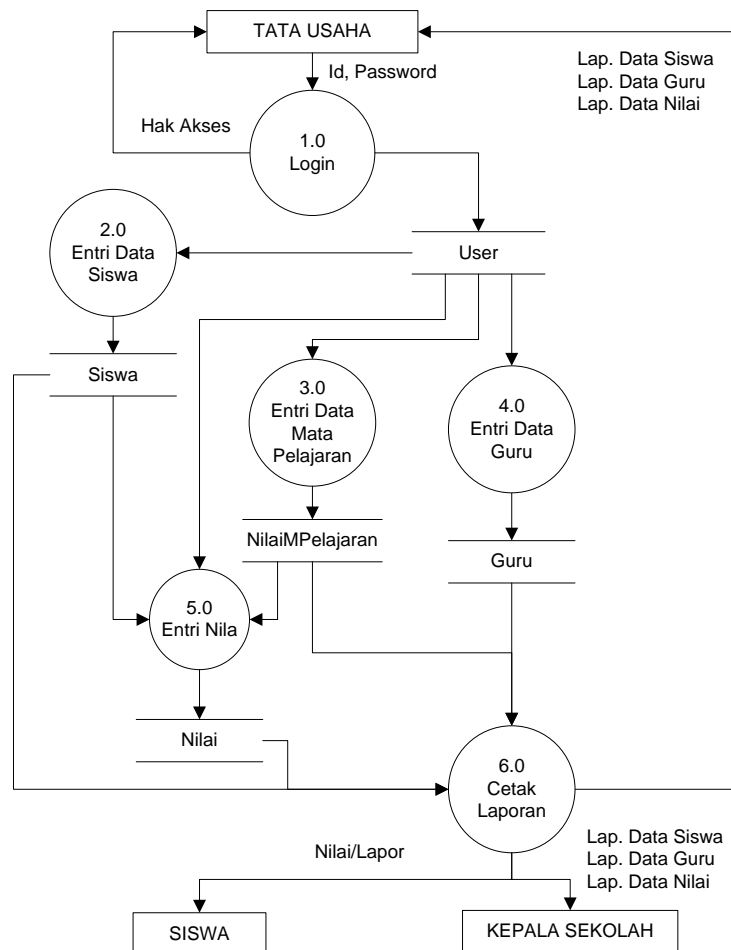 TATA USAHA
Id, Password
Lap. Data Siswa
Lap. Data Guru
Lap. Data Nilai
Hak Akses
1.0
Login
2.0
Entri Data
Siswa
User
Siswa
3.0
Entri Data
Mata
Pelajaran
4.0
Entri Data
Guru
NilaiMPelajaran
Guru
5.0
Entri Nila
Nilai
6.0
Cetak
Laporan
Nilai/Lapor
Lap. Data Siswa
Lap. Data Guru
Lap. Data Nilai
SISWA
KEPALA SEKOLAH